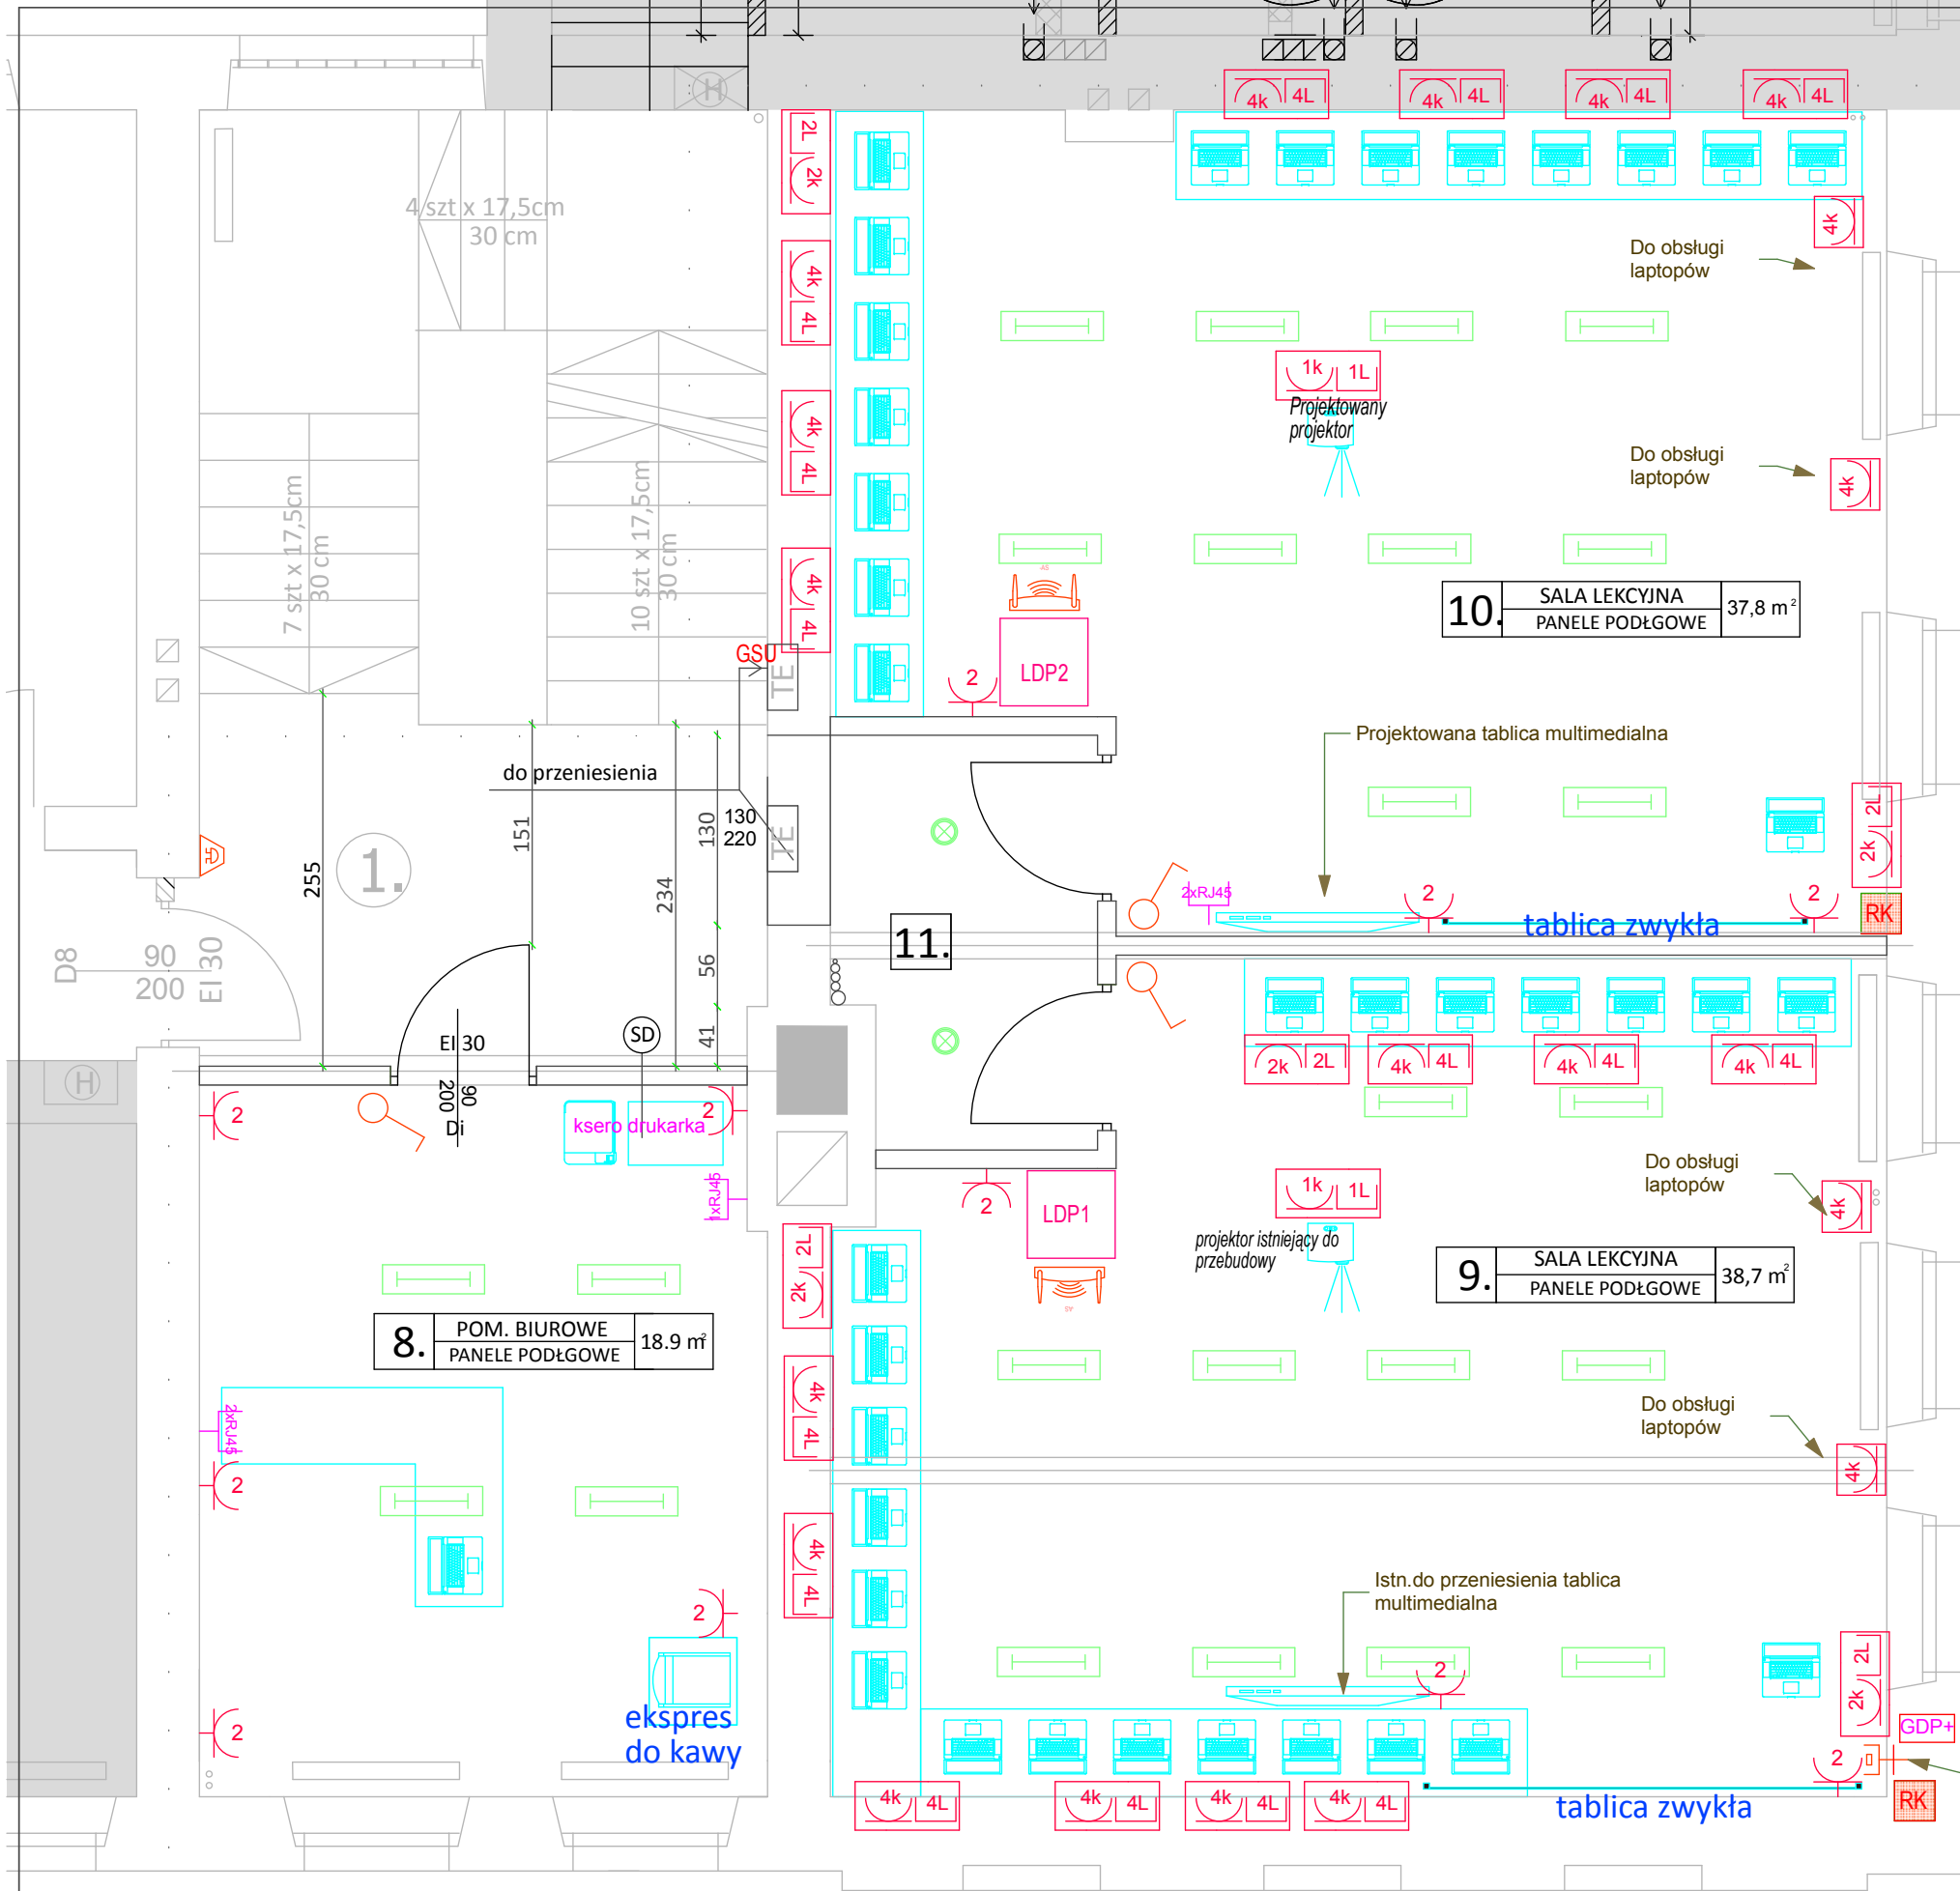 H
4k 4L
4k 4L
4k 4L
4k 4L
2L
2k
4 szt x 17,5cm
30 cm
4k
4L
4k
Do obsługi
laptopów
1k 1L
Projektowany
projektor
4k
4L
Do obsługi
laptopów
4k
7 szt x 17,5cm
30 cm
10 szt x 17,5cm
30 cm
4k
4L
10.
SALA LEKCYJNA
PANELE PODŁGOWE
37,8 m²
GSU
TE
2
LDP2
Projektowana tablica multimedialna
do przeniesienia
151
130
130
220
TE
2L
2k
1.
255
234
2xRJ45
2
2
RK
tablica zwykła
11.
D8
90
200
EI 30
56
41
SD
EI 30
90
200
Di
2k 2L
4k 4L
4k 4L
4k 4L
H
2
2
ksero drukarka
1xRJ45
2
LDP1
1k 1L
Do obsługi
laptopów
4k
projektor istniejący do
przebudowy
9.
SALA LEKCYJNA
PANELE PODŁGOWE
38,7 m²
2L
2k
8.
POM. BIUROWE
PANELE PODŁGOWE
18.9 m²
4k
4L
2xRJ45
2
Do obsługi
laptopów
4k
4k
4L
Istn.do przeniesienia tablica
multimedialna
2
2
2L
2k
ekspres
do kawy
2
GDP+
2
RK
4k 4L
4k 4L
4k 4L
4k 4L
tablica zwykła